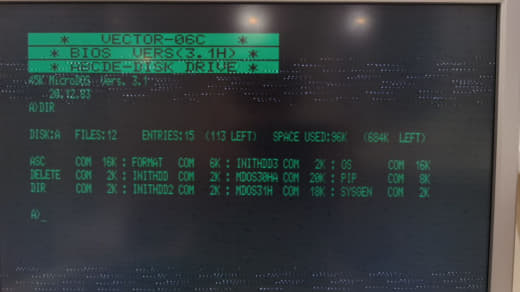 * VECTOR-06C *
* BIOS VERS(3.1H) *
* ABCDE-DISK DRIVE *
ASK MicroDOS Vers. 3.1
20.12.83
A)DIR
DISK:A FILES:12 ENTRIES:15 (113 LEFT) SPACE USED:96K (684K LEFT)
ASC COM 16K : FORMAT COM 6K : INITHDD3 COM 2K : OS COM 16K
DELETE COM 2K : INITHDD COM 2K : MDOS30HA COM 20K : PIP COM 8K
DIR COM 2K : INITHDD2 COM 2K : MDOS31H COM 18K : SYSGEN COM 2K
A)_